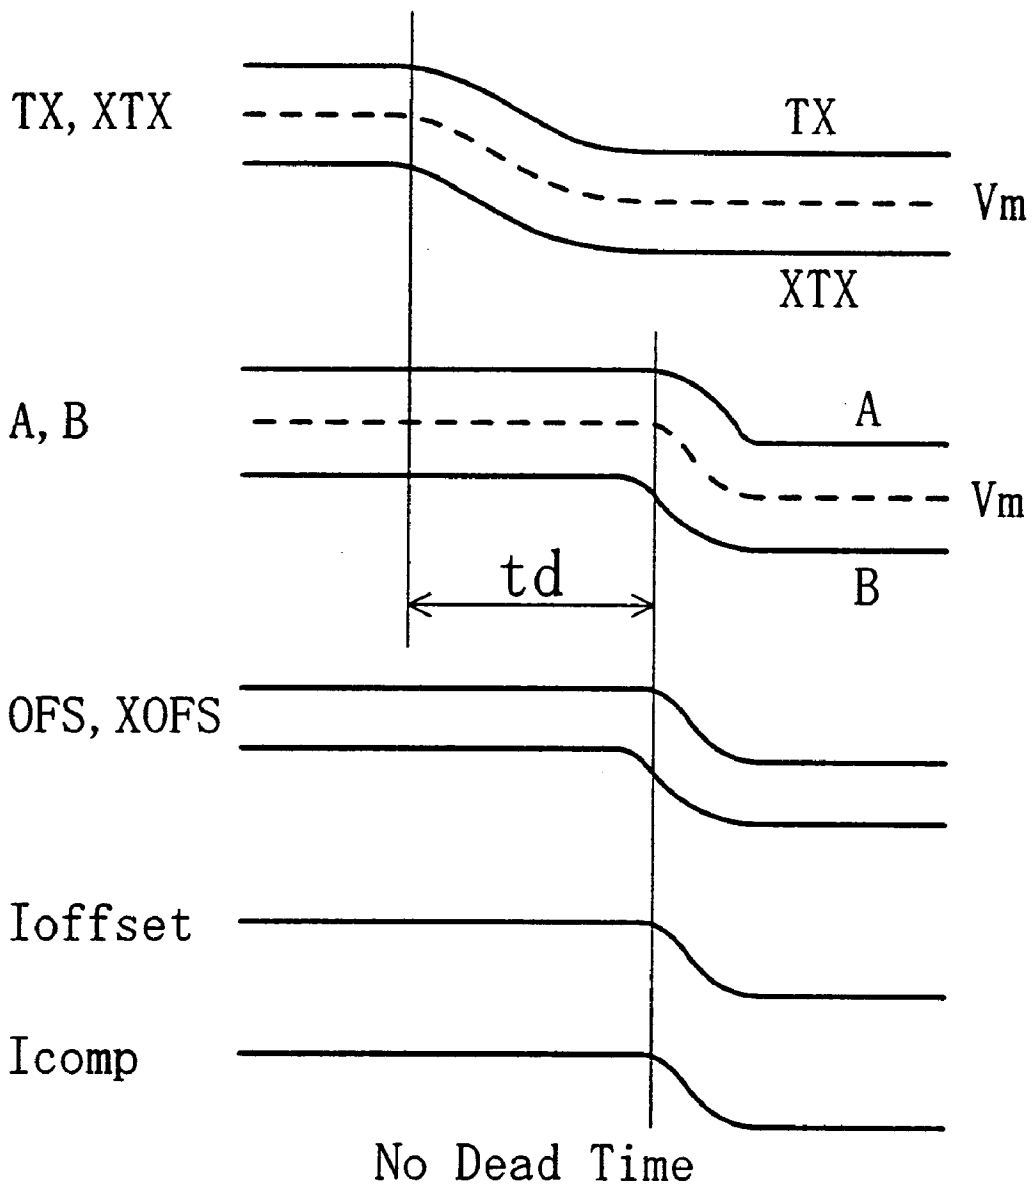 TX, XTX
TX
Vm
XTX
A, B
A
Vm
B
td
OFS, XOFS
Ioffset
Icomp
No Dead Time